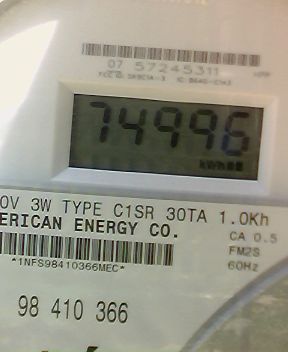 07 57245311
74996
kWh
0V 3W TYPE C1SR 30TA 1.0Kh
ERICAN ENERGY CO.
CA 0.5
FM2S
60Hz
*1NFS98410366MEC*
98 410 366